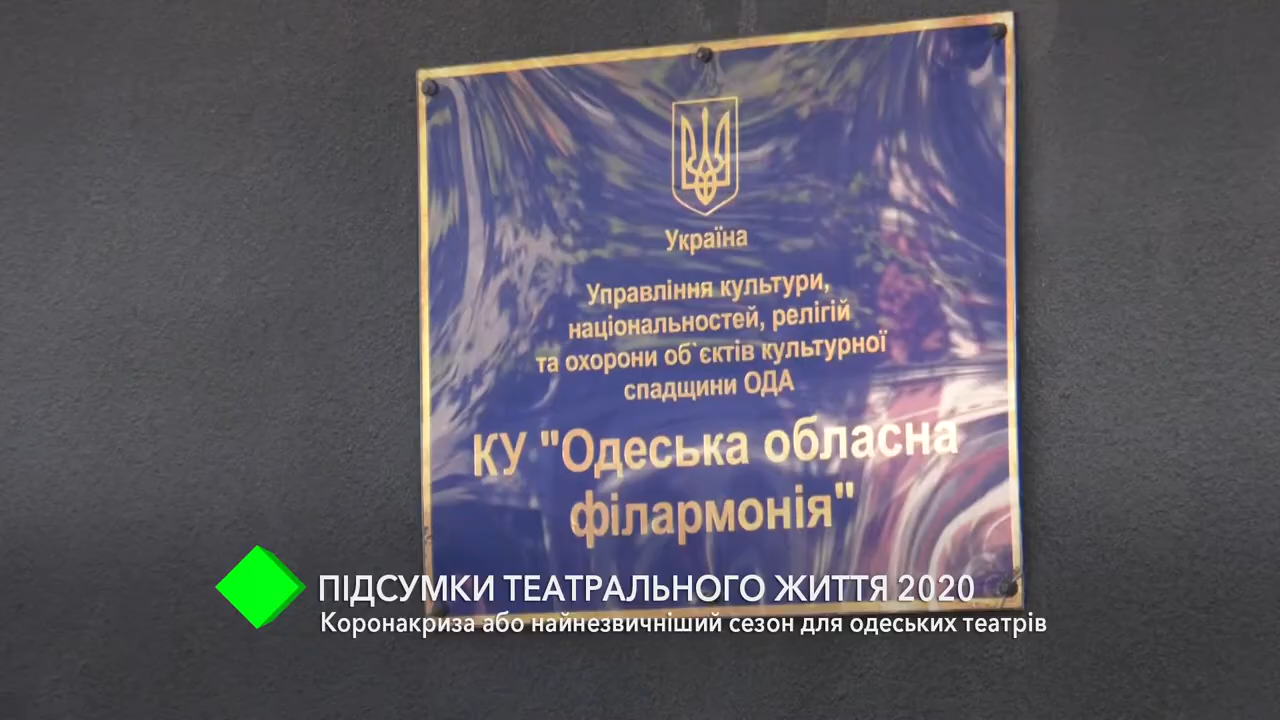 Україна
Управління культури,
національностей, релігій
та охорони об`єктів культурної
спадщини ОДА
КУ "Одеська обласна
філармонія"
ПІДСУМКИ ТЕАТРАЛЬНОГО ЖИТТЯ 2020
Коронакриза або найнезвичніший сезон для одеських театрів